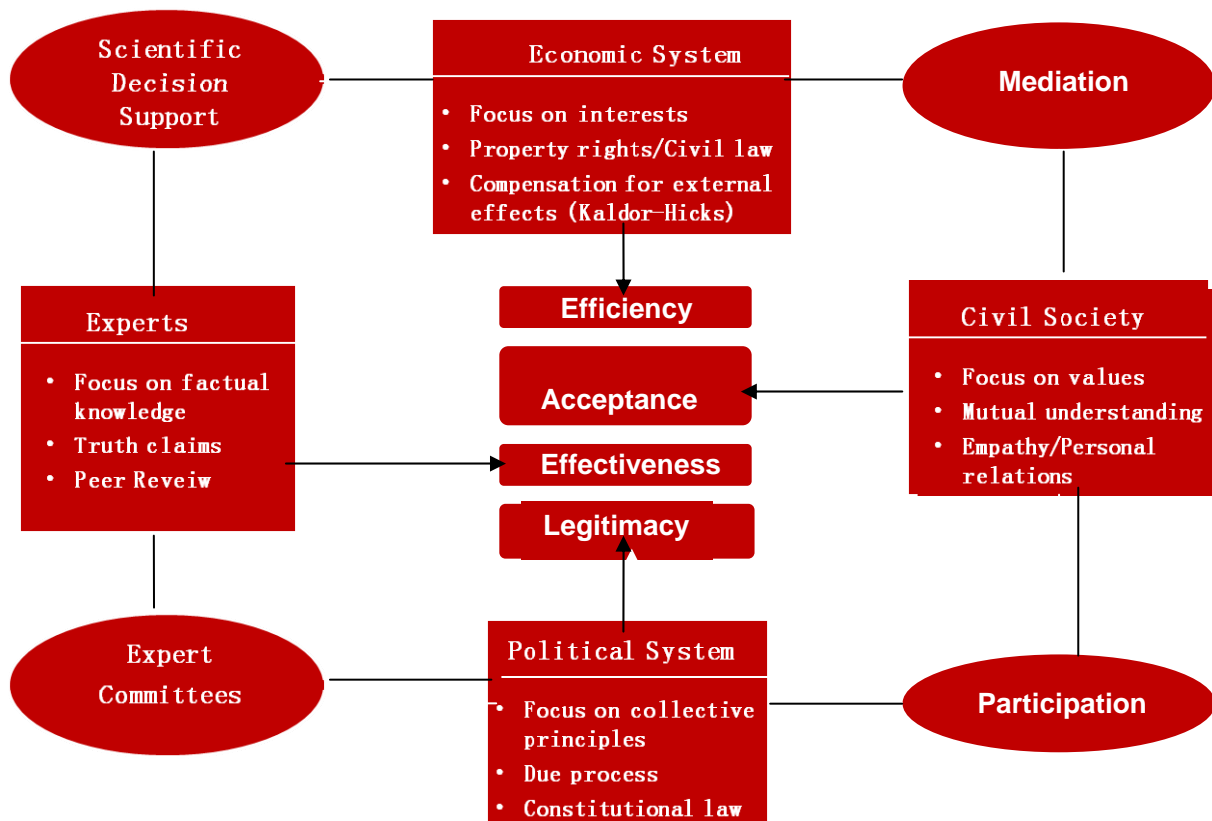 Scientific
Decision
Support
Economic System
• Focus on interests
• Property rights/Civil law
• Compensation for external
effects (Kaldor-Hicks)
Mediation
Experts
• Focus on factual
knowledge
• Truth claims
• Peer Reveiw
Efficiency
Acceptance
Effectiveness
Legitimacy
Civil Society
• Focus on values
• Mutual understanding
• Empathy/Personal
relations
Expert
Committees
Political System
• Focus on collective
principles
• Due process
• Constitutional law
Participation